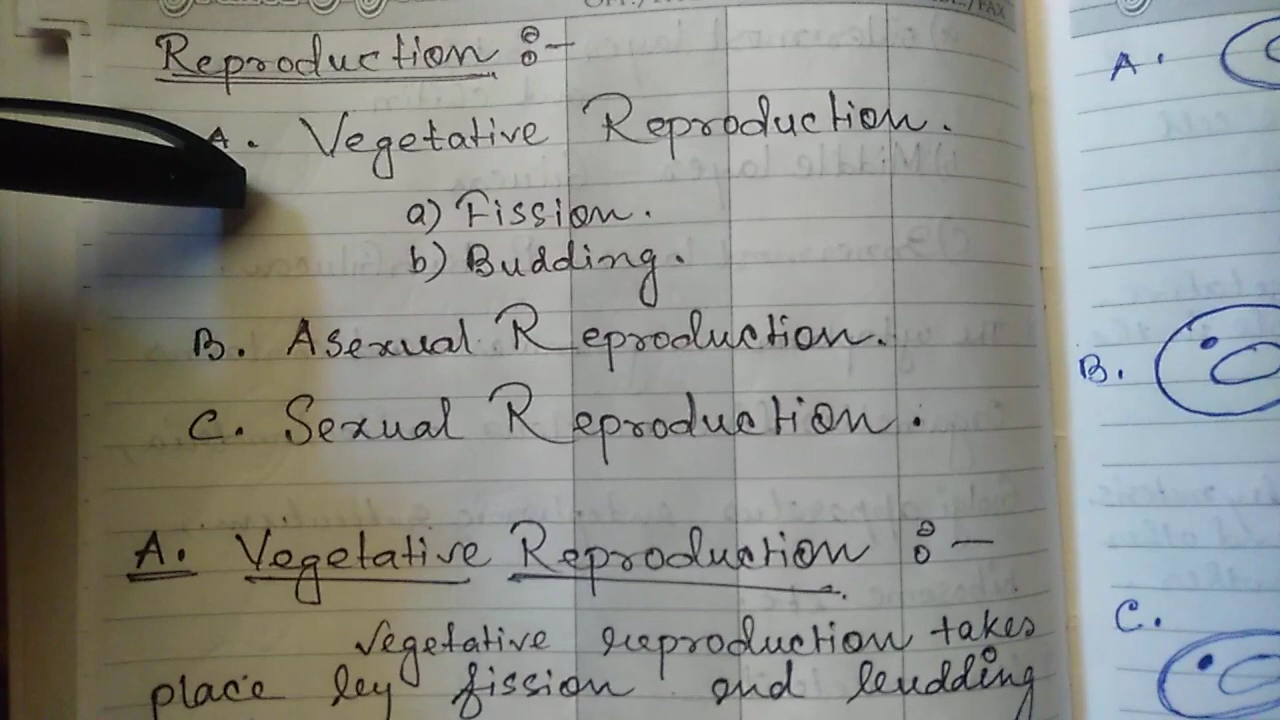 Reproduction :-
A. Vegetative Reproduction.
a) Fission.
b) Budding.
B. Asexual Reproduction.
C. Sexual Reproduction.
A. Vegetative Reproduction :-
Vegetative reproduction takes
place by fission and budding
A.
B.
C.